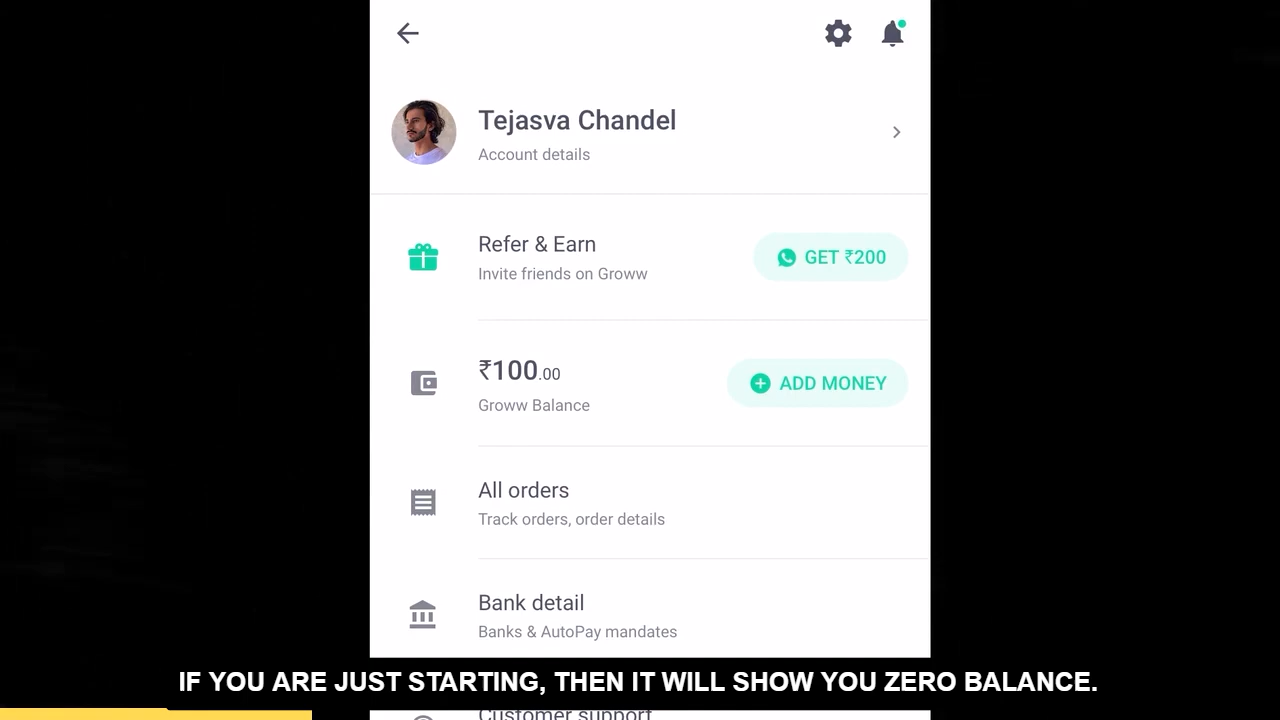 Tejasva Chandel
Account details
Refer & Earn
Invite friends on Groww
GET ₹200
₹100.00
Groww Balance
ADD MONEY
All orders
Track orders, order details
Bank detail
Banks & AutoPay mandates
IF YOU ARE JUST STARTING, THEN IT WILL SHOW YOU ZERO BALANCE.
Customer support